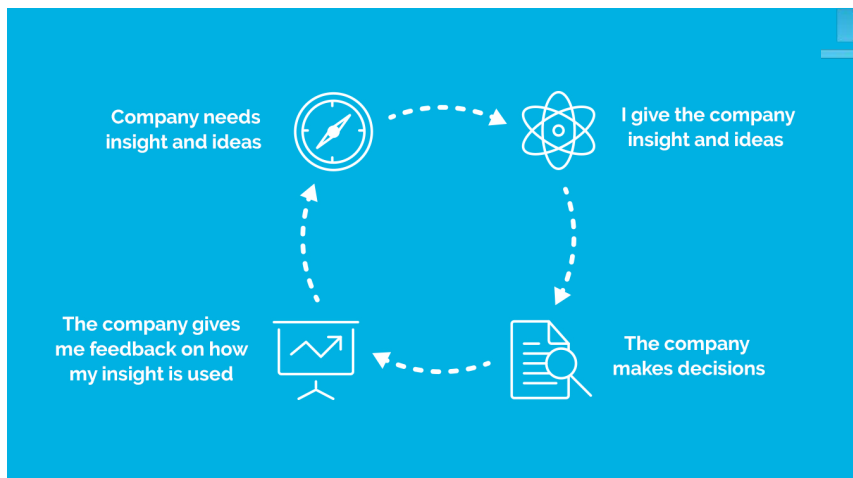 Company needs
insight and ideas
I give the company
insight and ideas
The company gives
me feedback on how
my insight is used
The company
makes decisions